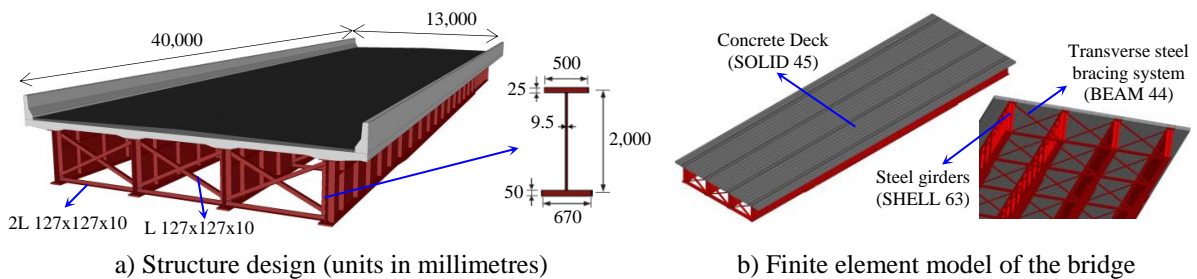 40,000
13,000
500
25
9.5
2,000
50
670
2L 127x127x10
L 127x127x10
a) Structure design (units in millimetres)
Concrete Deck
(SOLID 45)
Transverse steel
bracing system
(BEAM 44)
Steel girders
(SHELL 63)
b) Finite element model of the bridge